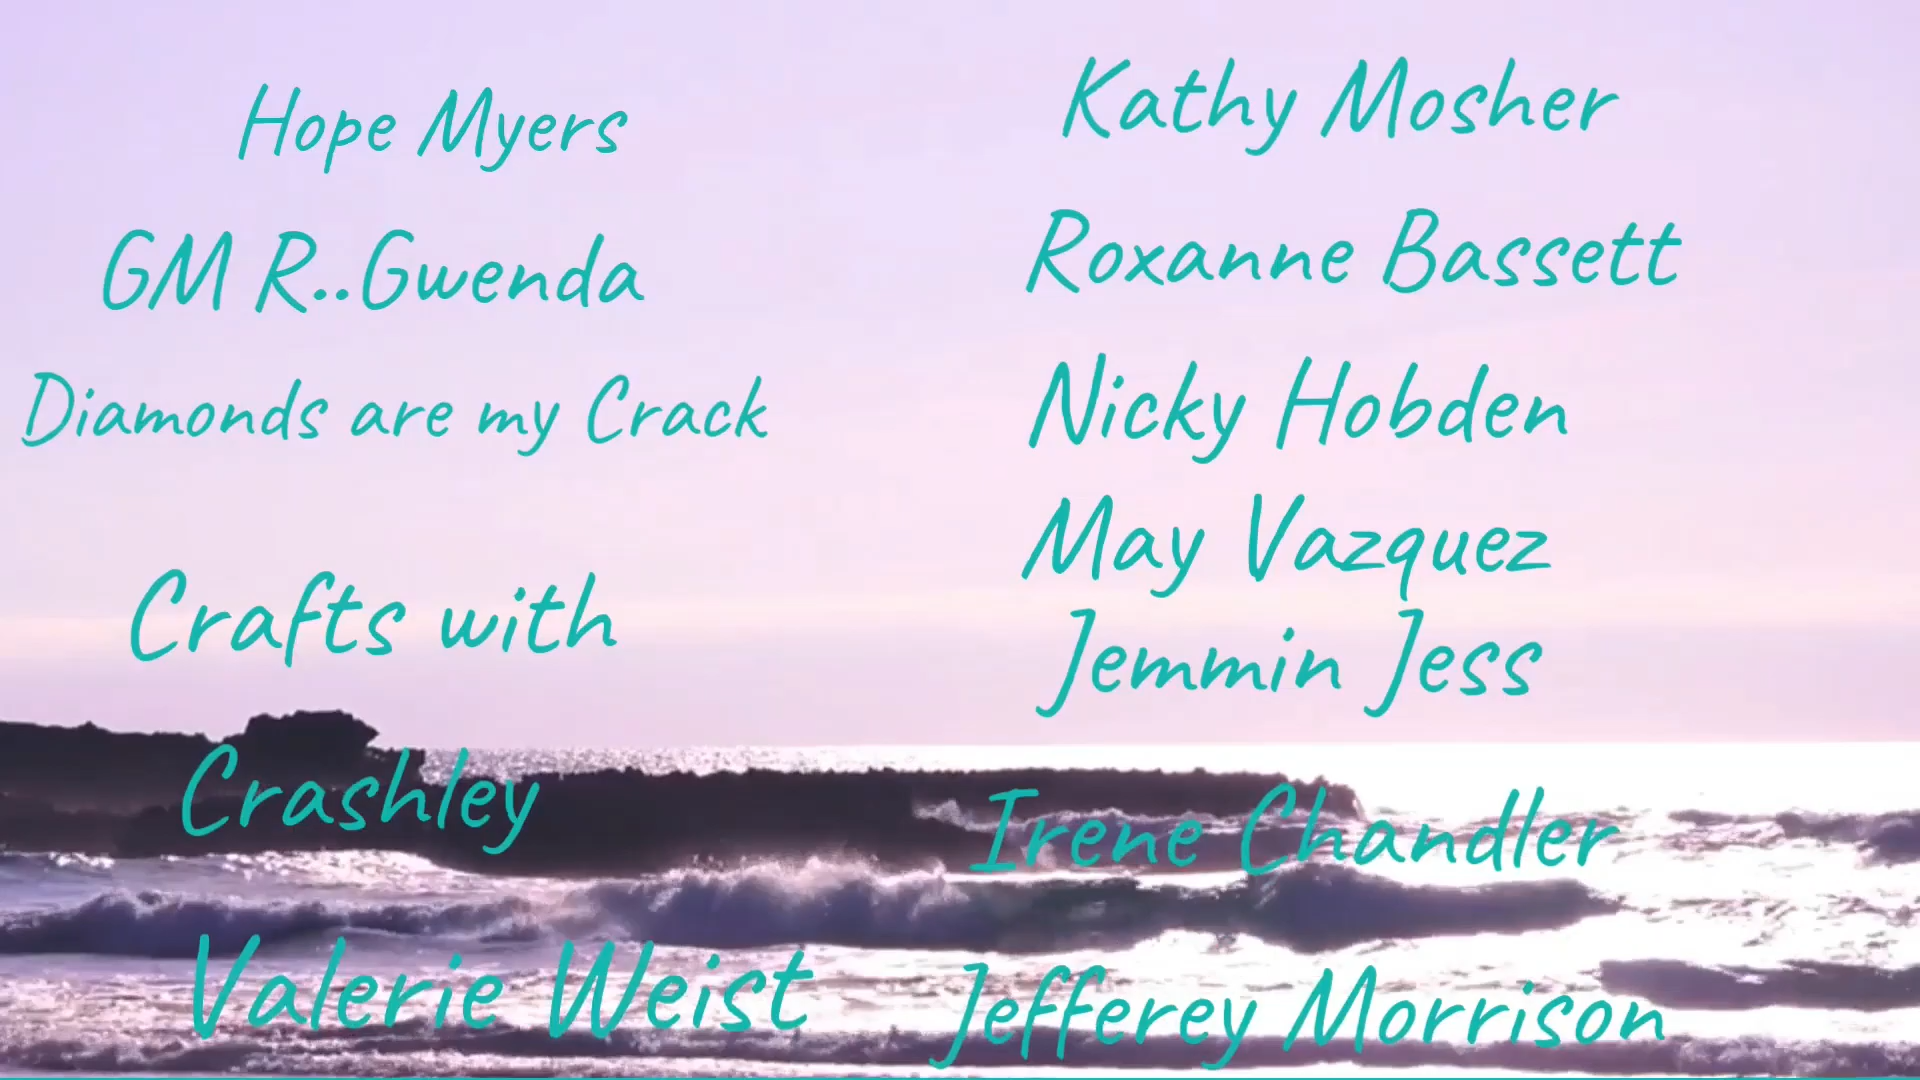 Hope Myers
GM R..Gwenda
Diamonds are my Crack
Crafts with
Crashley
Valerie Weist
Kathy Mosher
Roxanne Bassett
Nicky Hobden
May Vazquez
Jemmin Jess
Irene Chandler
Jefferey Morrison